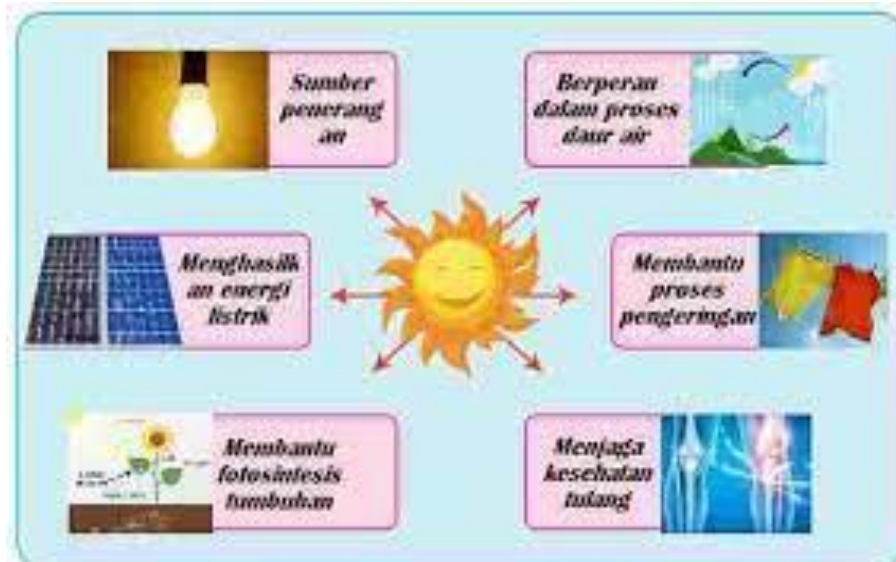 Sumber
penerang
an
Berperan
dalam proses
daur air
Menghasilk
an energi
listrik
Membantu
proses
pengeringan
Membantu
fotosintesis
tumbuhan
Menjaga
kesehatan
tulang